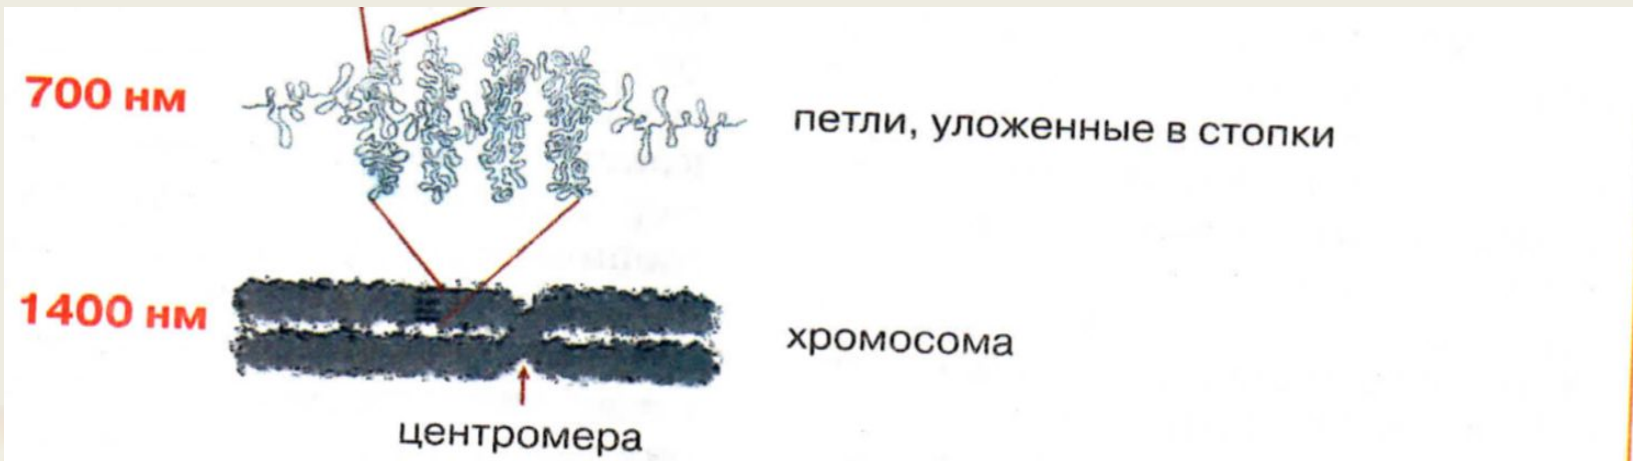 700 нм
петли, уложенные в стопки
1400 нм
хромосома
центромера